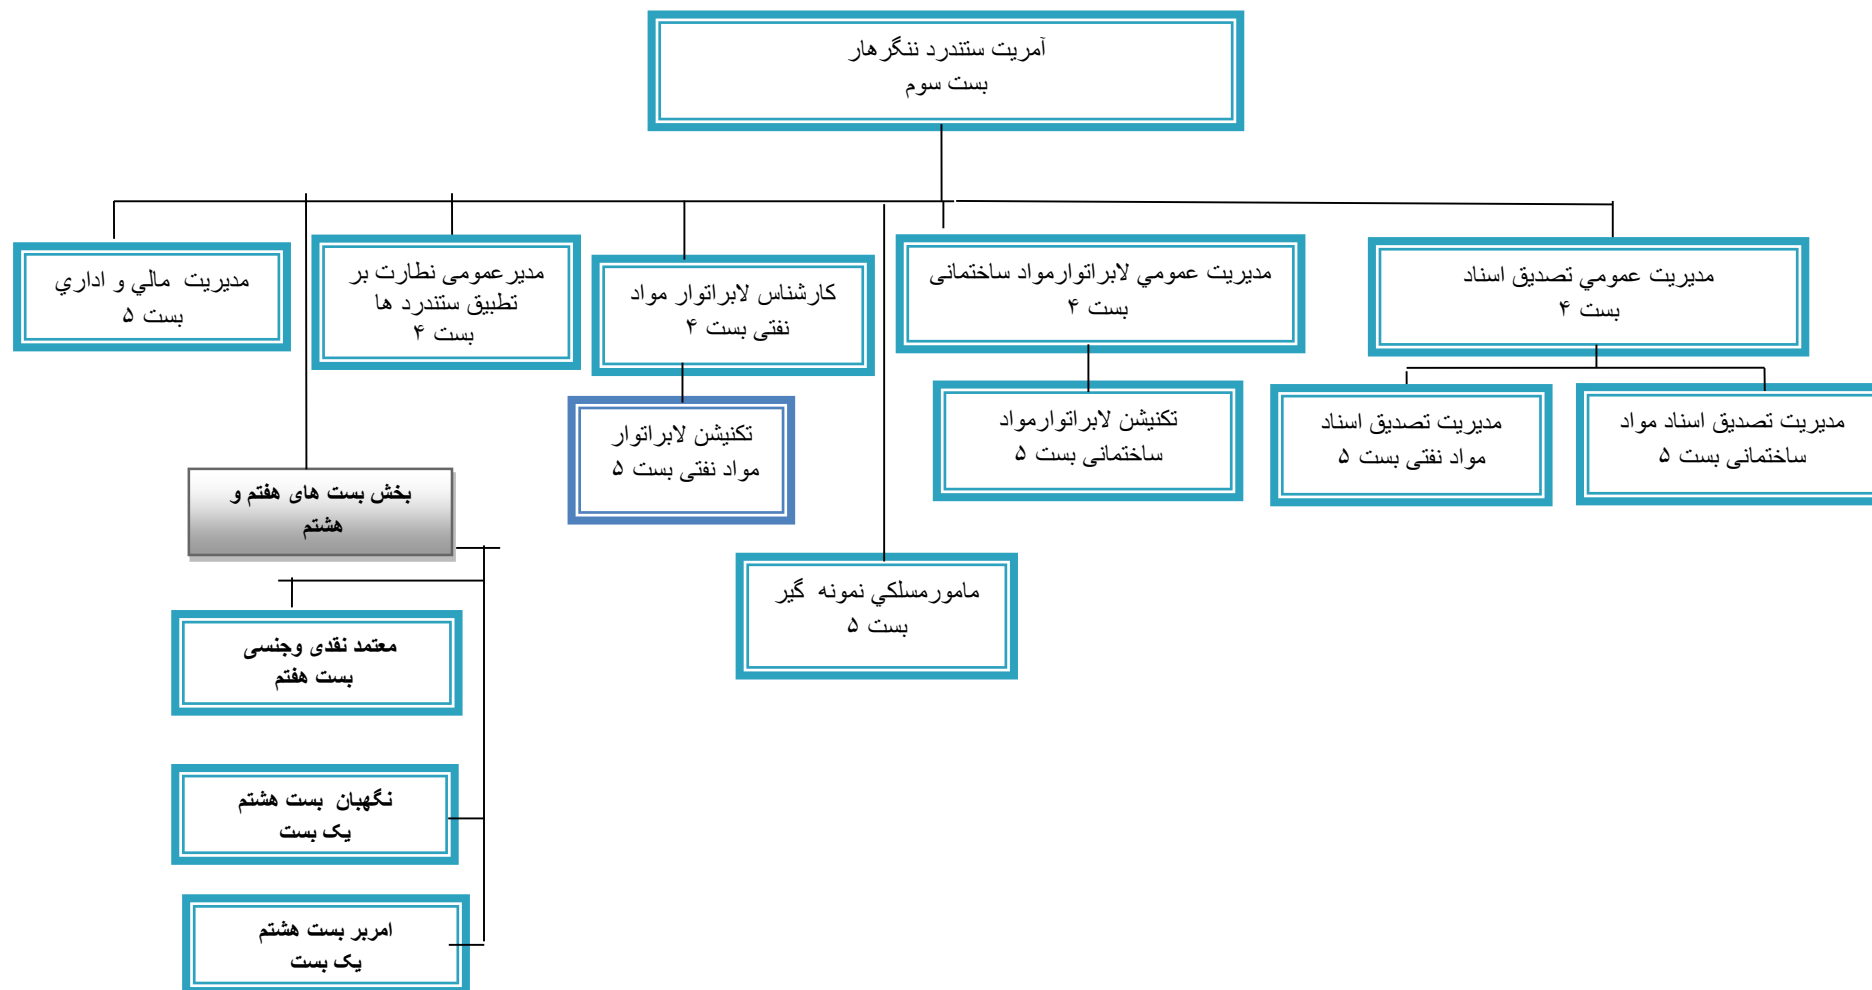 آمریت ستندرد ننگرهار
بست سوم
مدیریت عمومي تصدیق اسناد
بست ۴
مدیریت عمومي لابراتوارمواد ساختمانی
بست ۴
کارشناس لابراتوار مواد
نفتی بست ۴
مدیرعمومی نطارت بر
تطبیق ستندرد ها
بست ۴
مدیریت  مالي و اداري
بست ۵
مدیریت تصدیق اسناد مواد
ساختمانی بست ۵
مدیریت تصدیق اسناد
مواد نفتی بست ۵
تکنیشن لابراتوارمواد
ساختمانی بست ۵
تکنیشن لابراتوار
مواد نفتی بست ۵
بخش بست های هفتم و
هشتم
مامورمسلکي نمونه  گیر
بست ۵
معتمد نقدی وجنسی
بست هفتم
نگهبان  بست هشتم
یک بست
امربر بست هشتم
یک بست